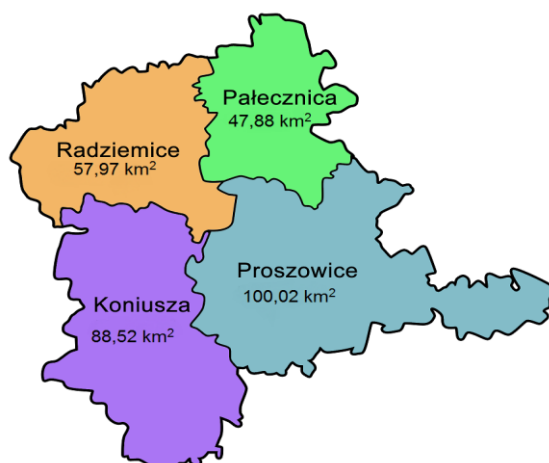 Pałecznica
47,88 km²
Radziemice
57,97 km²
Proszowice
100,02 km²
Koniusza
88,52 km²